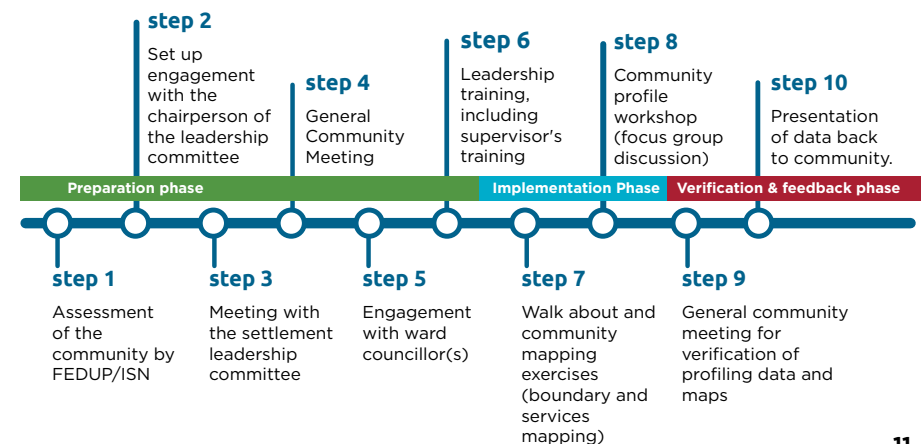 step 2
Set up
engagement
with the
chairperson of
the leadership
committee
step 4
General
Community
Meeting
step 6
Leadership
training,
including
supervisor's
training
step 8
Community
profile
workshop
(focus group
discussion)
step 10
Presentation
of data back
to community.
Preparation phase
Implementation Phase
Verification & feedback phase
step 1
Assessment
of the
community by
FEDUP/ISN
step 3
Meeting with
the settlement
leadership
committee
step 5
Engagement
with ward
councillor(s)
step 7
Walk about and
community
mapping
exercises
(boundary and
services
mapping)
step 9
General community
meeting for
verification of
profiling data and
maps
11